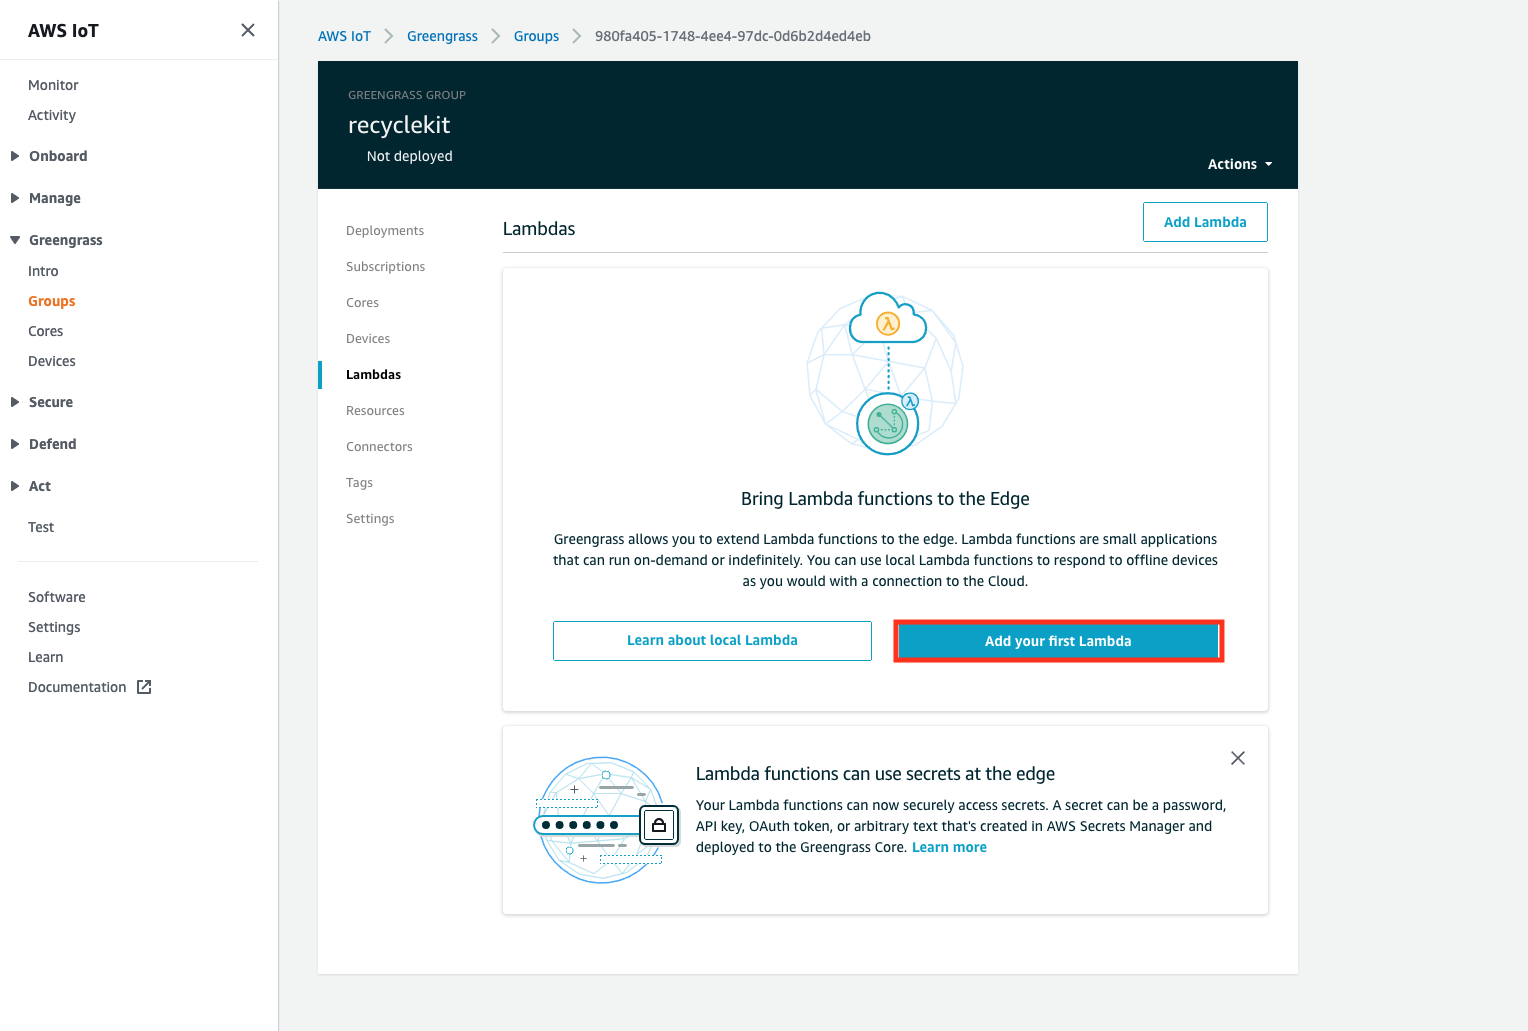 AWS IoT
Monitor
Activity
Onboard
Manage
Greengrass
Intro
Groups
Cores
Devices
Secure
Defend
Act
Test
Software
Settings
Learn
Documentation
AWS IoT > Greengrass > Groups > 980fa405-1748-4ee4-97dc-0d6b2d4ed4eb
GREENGRASS GROUP
recyclekit
Not deployed
Actions
Deployments
Subscriptions
Cores
Devices
Lambdas
Resources
Connectors
Tags
Settings
Lambdas
Add Lambda
λ
λ
Bring Lambda functions to the Edge
Greengrass allows you to extend Lambda functions to the edge. Lambda functions are small applications
that can run on-demand or indefinitely. You can use local Lambda functions to respond to offline devices
as you would with a connection to the Cloud.
Learn about local Lambda
Add your first Lambda
Lambda functions can use secrets at the edge
Your Lambda functions can now securely access secrets. A secret can be a password,
API key, OAuth token, or arbitrary text that's created in AWS Secrets Manager and
deployed to the Greengrass Core. Learn more